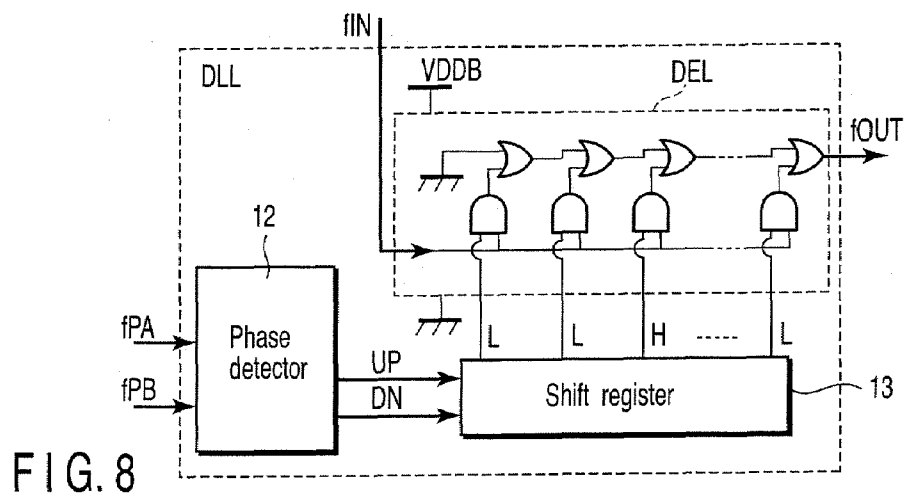 fIN
DLL
VDDB
DEL
fOUT
12
fPA
fPB
Phase
detector
UP
DN
L L H ..... L
Shift register
13
FIG. 8